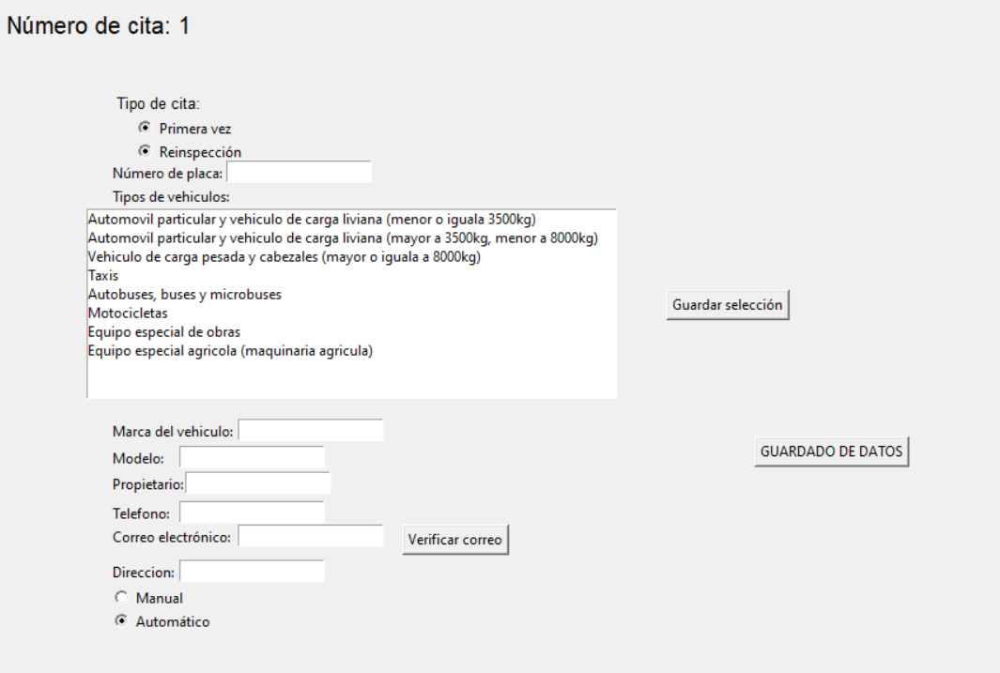 Número de cita: 1
Tipo de cita:
Primera vez
Reinspección
Número de placa:
Tipos de vehiculos:
Automovil particular y vehiculo de carga liviana (menor o iguala 3500kg)
Automovil particular y vehiculo de carga liviana (mayor a 3500kg, menor a 8000kg)
Vehiculo de carga pesada y cabezales (mayor o iguala a 8000kg)
Taxis
Autobuses, buses y microbuses
Motocicletas
Equipo especial de obras
Equipo especial agricola (maquinaria agricula)
Guardar selección
Marca del vehiculo:
Modelo:
GUARDADO DE DATOS
Propietario:
Telefono:
Correo electrónico:
Verificar correo
Direccion:
Manual
Automático